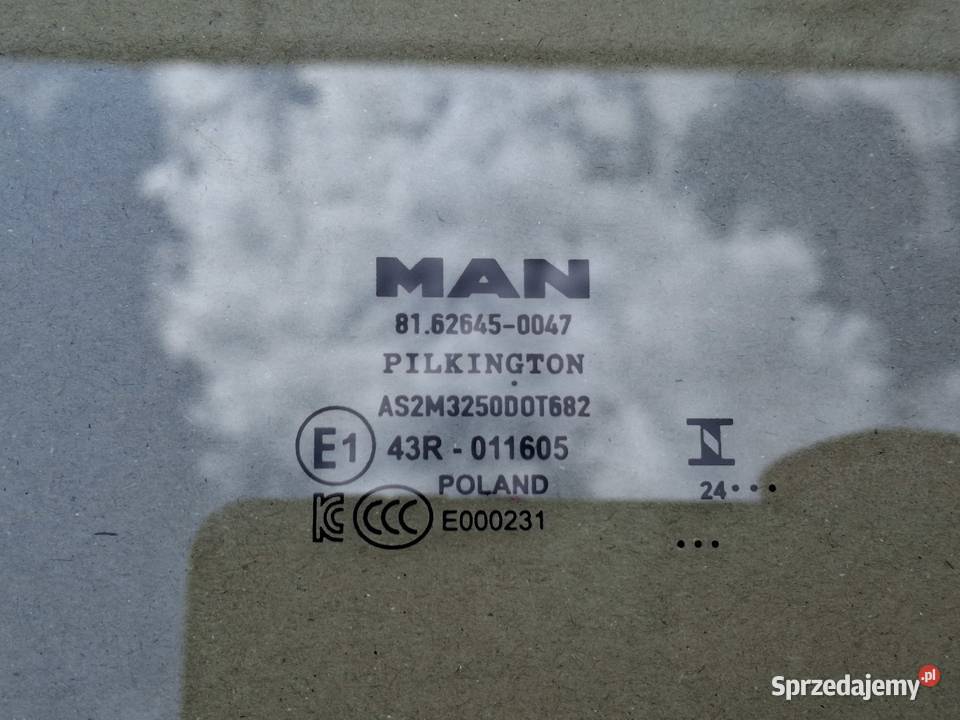 MAN
81.62645-0047
PILKINGTON
AS2M3250DOT682
E1 43R - 011605
POLAND
24...
CCC E000231
...
Sprzedajemy.pl